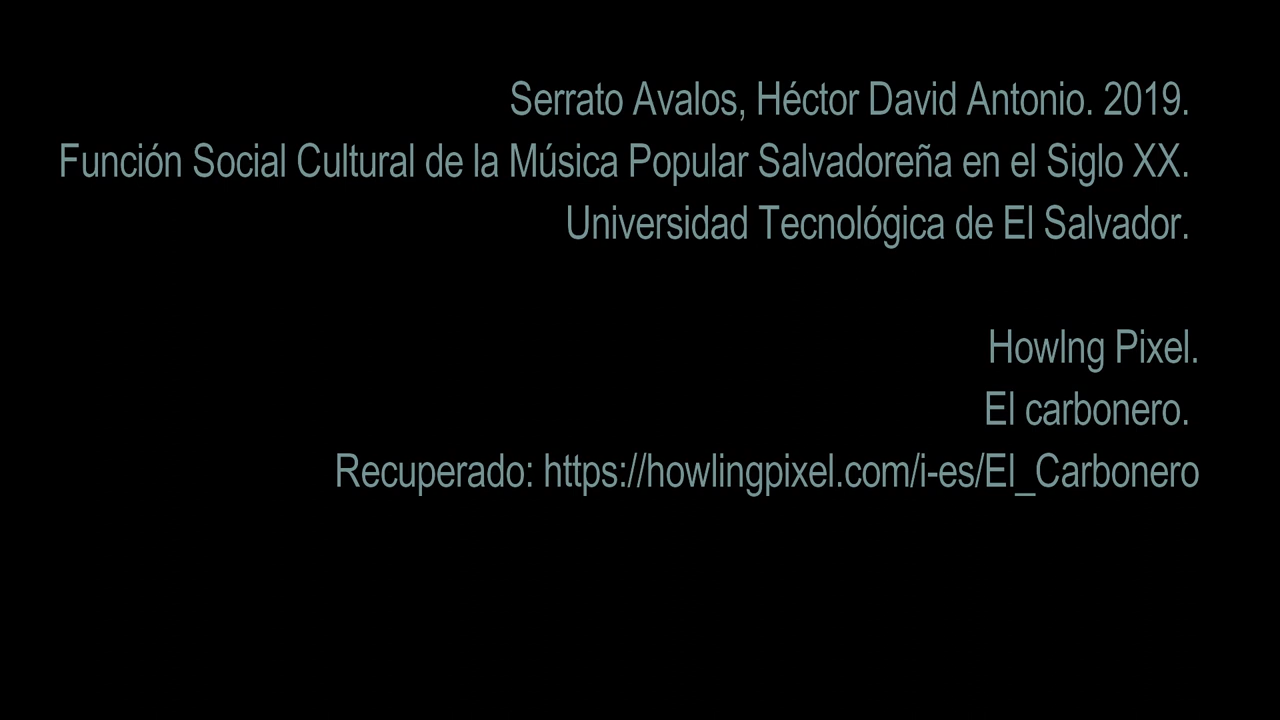 Serrato Avalos, Héctor David Antonio. 2019.
Función Social Cultural de la Música Popular Salvadoreña en el Siglo XX.
Universidad Tecnológica de El Salvador.
Howlng Pixel.
El carbonero.
Recuperado: https://howlingpixel.com/i-es/El_Carbonero